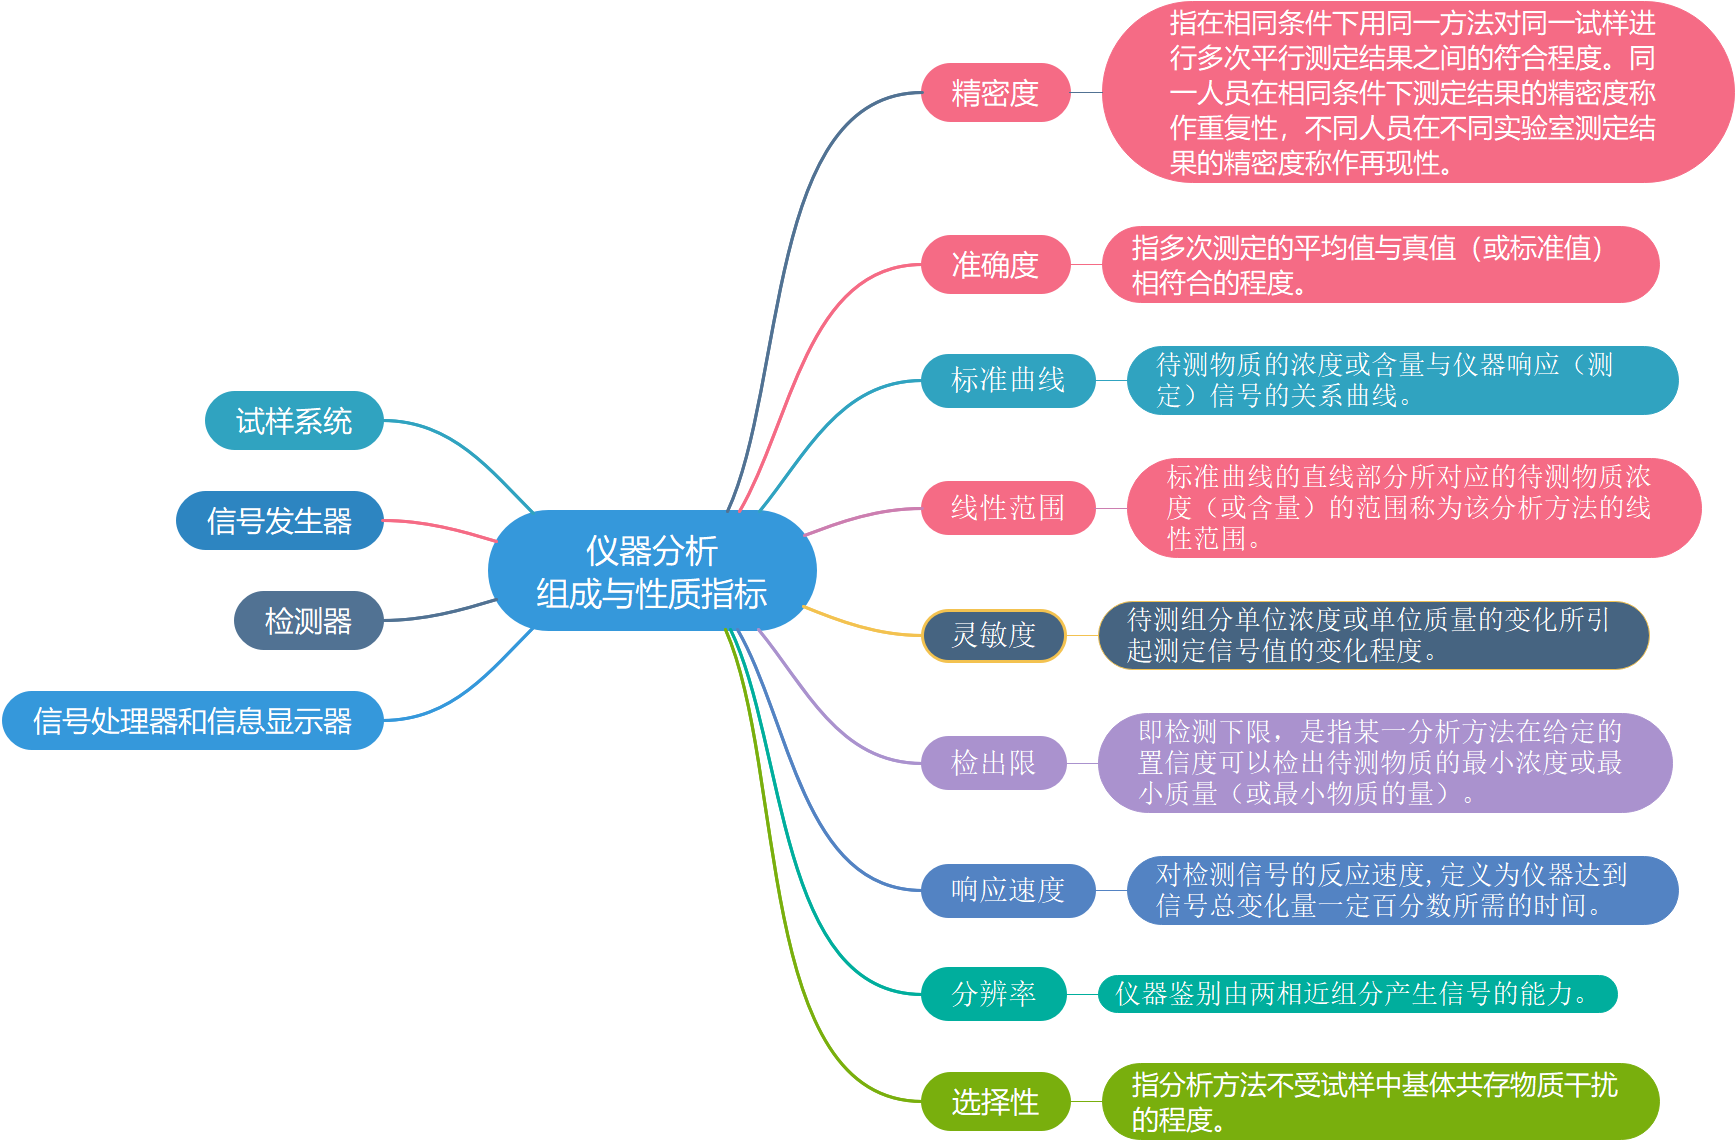 试样系统
信号发生器
检测器
信号处理器和信息显示器
仪器分析
组成与性质指标
精密度
指在相同条件下用同一方法对同一试样进
行多次平行测定结果之间的符合程度。同
一人员在相同条件下测定结果的精密度称
作重复性，不同人员在不同实验室测定结
果的精密度称作再现性。
准确度
指多次测定的平均值与真值（或标准值）
相符合的程度。
标准曲线
待测物质的浓度或含量与仪器响应（测
定）信号的关系曲线。
线性范围
标准曲线的直线部分所对应的待测物质浓
度（或含量）的范围称为该分析方法的线
性范围。
灵敏度
待测组分单位浓度或单位质量的变化所引
起测定信号值的变化程度。
检出限
即检测下限，是指某一分析方法在给定的
置信度可以检出待测物质的最小浓度或最
小质量（或最小物质的量）。
响应速度
对检测信号的反应速度,定义为仪器达到
信号总变化量一定百分数所需的时间。
分辨率
仪器鉴别由两相近组分产生信号的能力。
选择性
指分析方法不受试样中基体共存物质干扰
的程度。